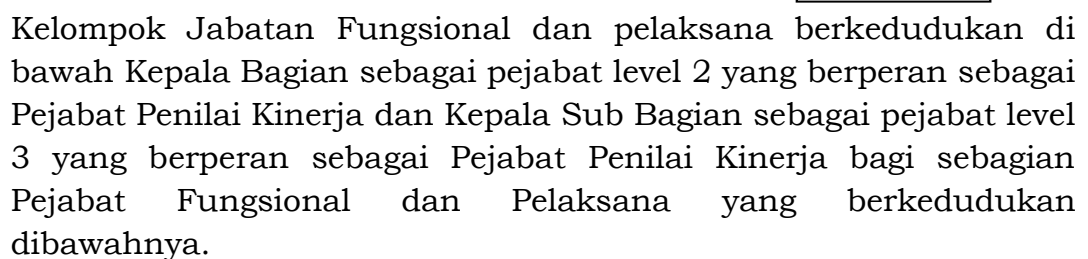 Kelompok Jabatan Fungsional dan pelaksana berkedudukan di
bawah Kepala Bagian sebagai pejabat level 2 yang berperan sebagai
Pejabat Penilai Kinerja dan Kepala Sub Bagian sebagai pejabat level
3 yang berperan sebagai Pejabat Penilai Kinerja bagi sebagian
Pejabat Fungsional dan Pelaksana yang berkedudukan
dibawahnya.